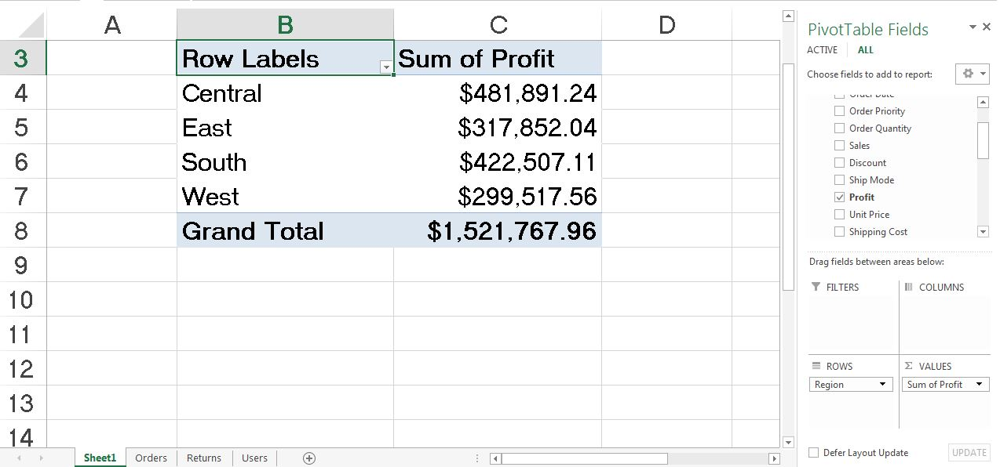 A B C D
3 Row Labels Sum of Profit
4 Central $481,891.24
5 East $317,852.04
6 South $422,507.11
7 West $299,517.56
8 Grand Total $1,521,767.96
9
10
11
12
13
14
Sheet1 Orders Returns Users
PivotTable Fields
ACTIVE ALL
Choose fields to add to report:
Order Date
Order Priority
Order Quantity
Sales
Discount
Ship Mode
Profit
Unit Price
Shipping Cost
Drag fields between areas below:
FILTERS COLUMNS
ROWS Σ VALUES
Region Sum of Profit
Defer Layout Update UPDATE